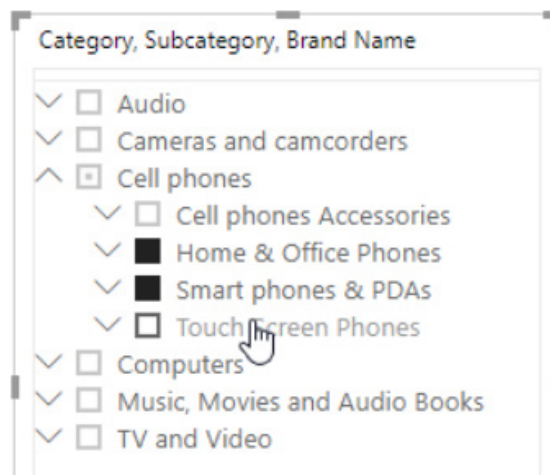 Category, Subcategory, Brand Name
Audio
Cameras and camcorders
Cell phones
Cell phones Accessories
Home & Office Phones
Smart phones & PDAs
Touch Screen Phones
Computers
Music, Movies and Audio Books
TV and Video